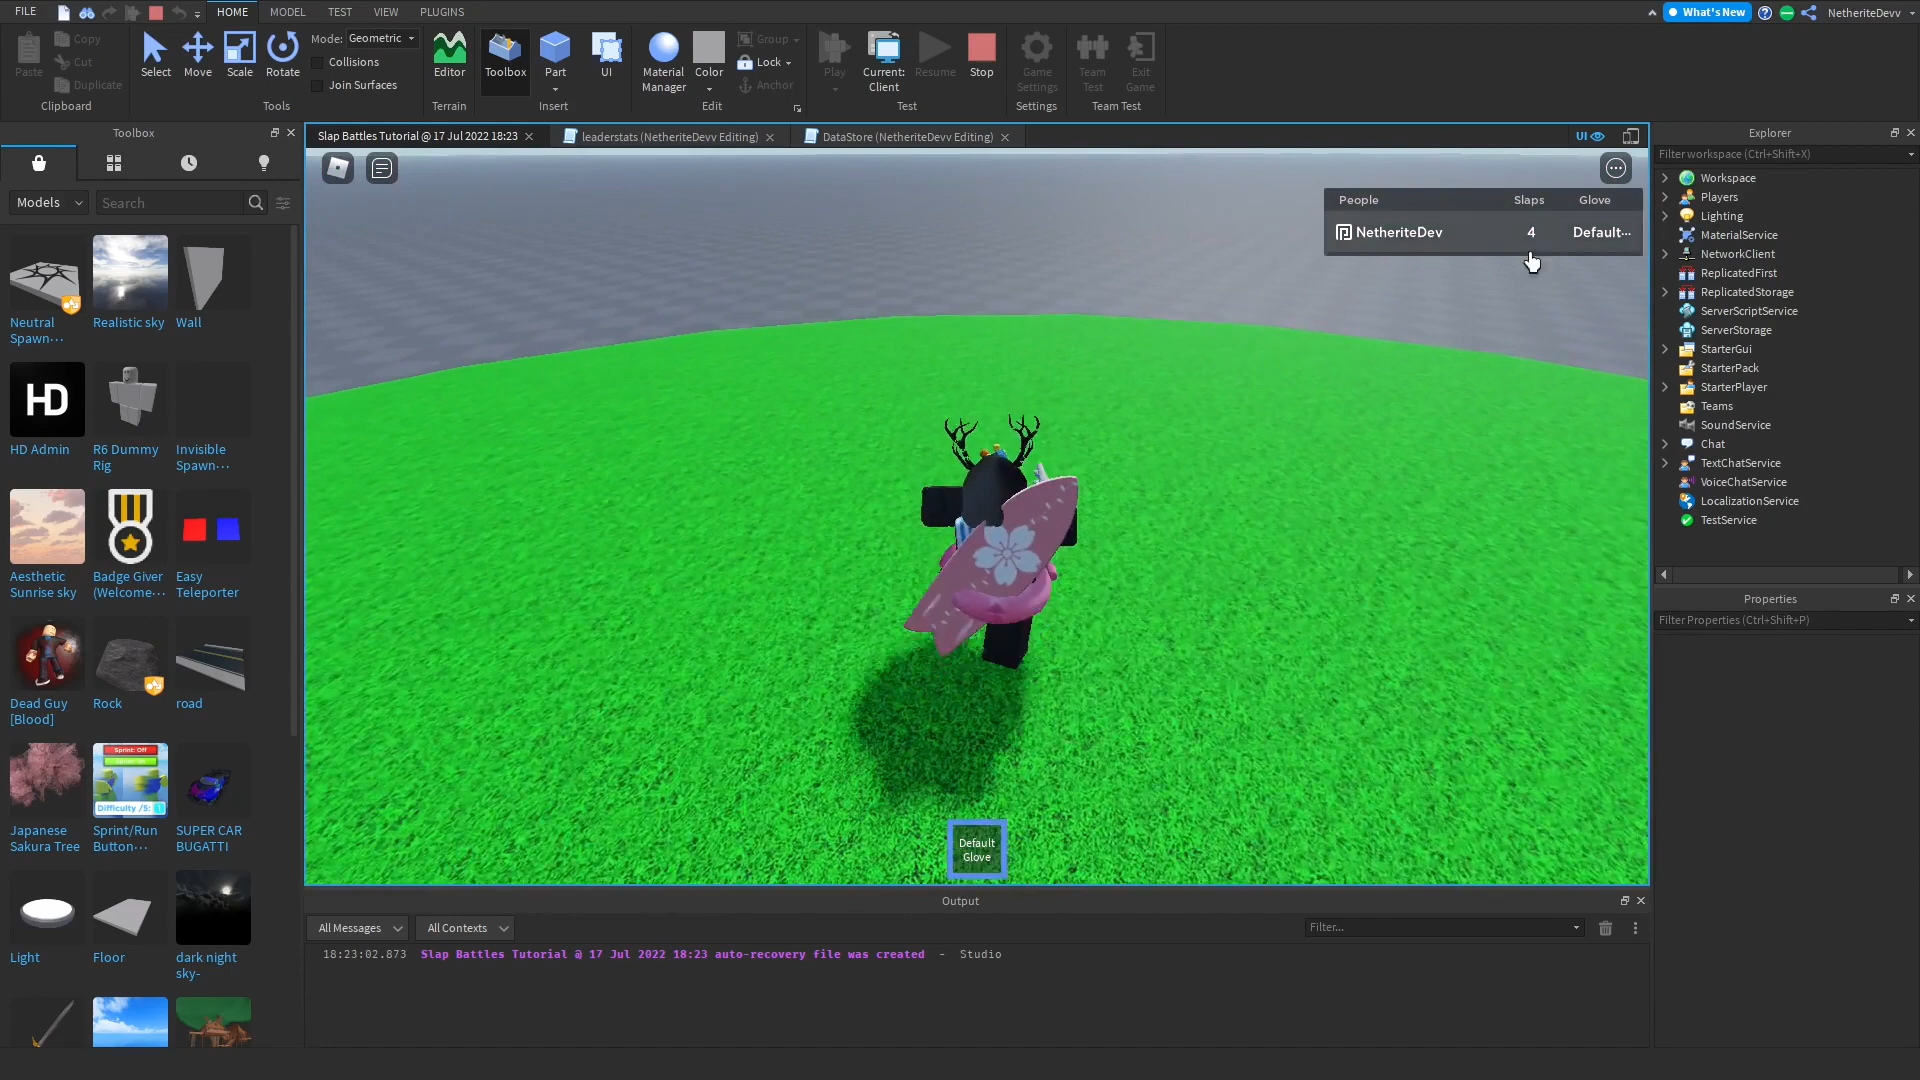 FILE
HOME
MODEL
TEST
VIEW
PLUGINS
What's New
NetheriteDevv
Paste
Copy
Cut
Duplicate
Clipboard
Select
Move
Scale
Rotate
Mode: Geometric
Collisions
Join Surfaces
Tools
Editor
Terrain
Toolbox
Part
UI
Insert
Material
Manager
Color
Group
Lock
Anchor
Edit
Play
Current:
Client
Resume
Stop
Test
Game
Settings
Settings
Team
Test
Exit
Game
Team Test
Toolbox
Models
Search
Neutral
Spawn...
Realistic sky
Wall
HD
HD Admin
R6 Dummy
Rig
Invisible
Spawn...
Aesthetic
Sunrise sky
Badge Giver
(Welcome...
Easy
Teleporter
Dead Guy
[Blood]
Rock
road
Sprint: Off
Difficulty /5: 1
Japanese
Sakura Tree
Sprint/Run
Button...
SUPER CAR
BUGATTI
Light
Floor
dark night
sky-
Slap Battles Tutorial @ 17 Jul 2022 18:23
leaderstats (NetheriteDevv Editing)
DataStore (NetheriteDevv Editing)
UI
People Slaps Glove
NetheriteDev 4 Default...
Default
Glove
Output
All Messages
All Contexts
Filter...
18:23:02.873 Slap Battles Tutorial @ 17 Jul 2022 18:23 auto-recovery file was created - Studio
Explorer
Filter workspace (Ctrl+Shift+X)
Workspace
Players
Lighting
MaterialService
NetworkClient
ReplicatedFirst
ReplicatedStorage
ServerScriptService
ServerStorage
StarterGui
StarterPack
StarterPlayer
Teams
SoundService
Chat
TextChatService
VoiceChatService
LocalizationService
TestService
Properties
Filter Properties (Ctrl+Shift+P)